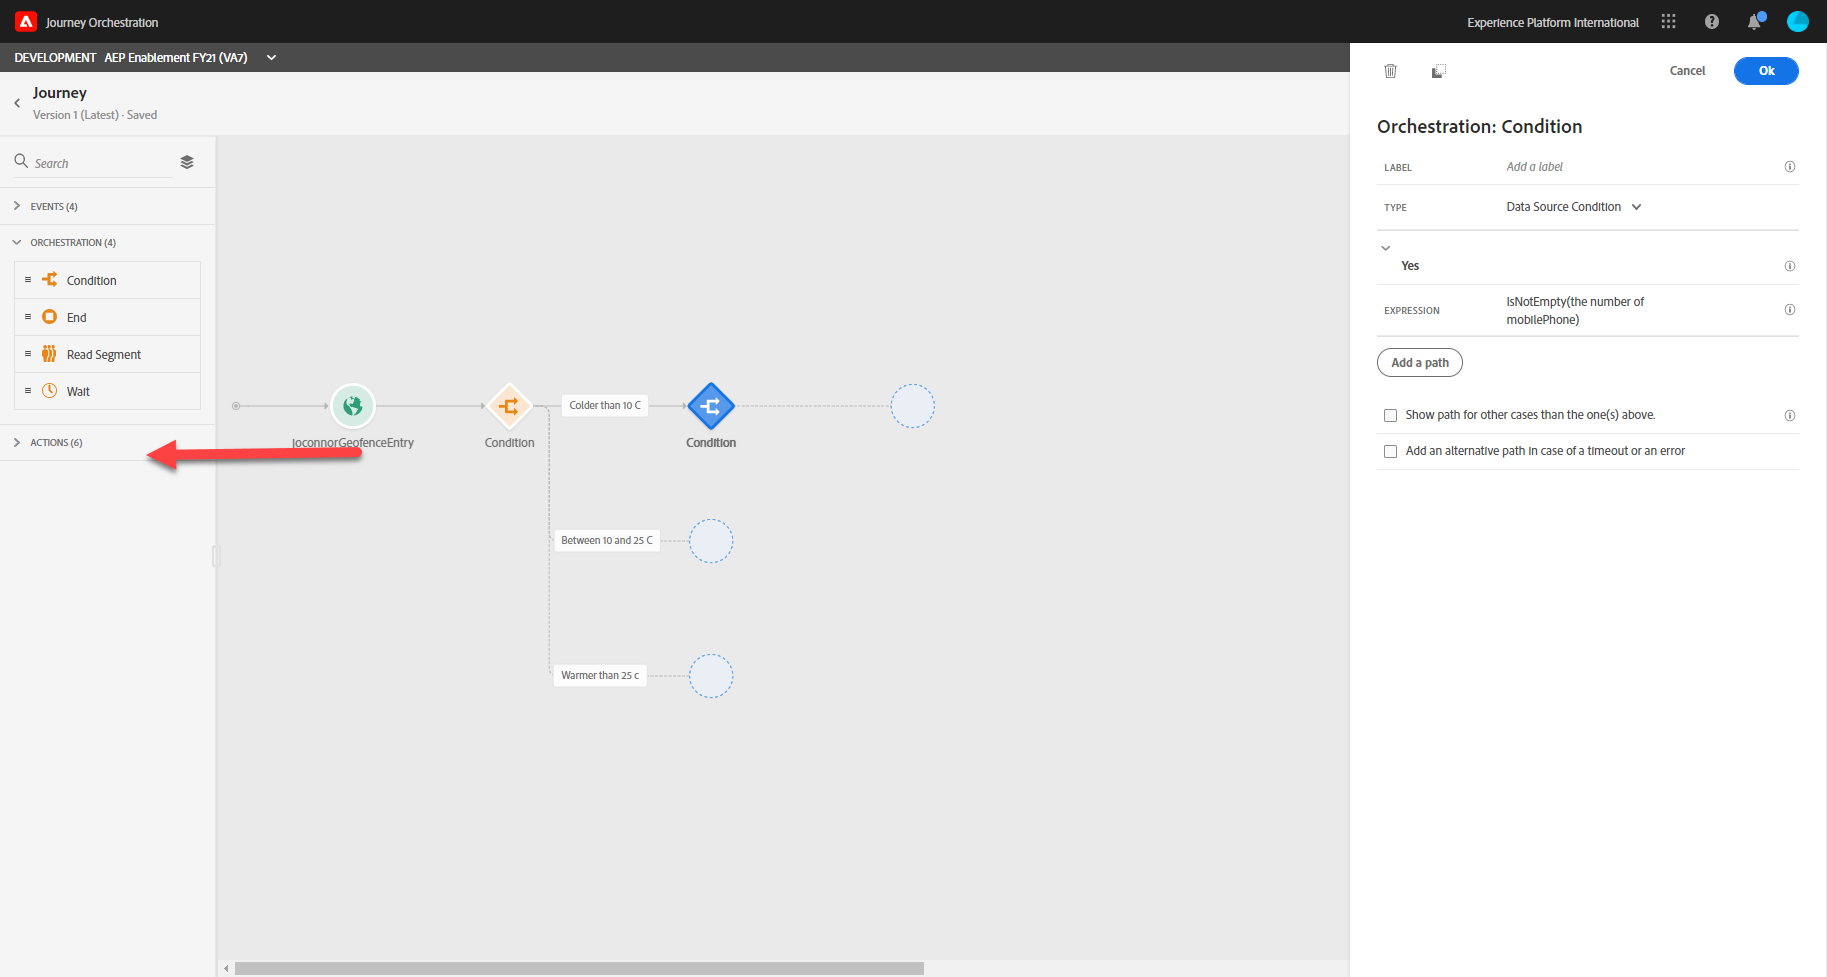 Journey Orchestration
Experience Platform International
DEVELOPMENT AEP Enablement FY21 (VA7)
Journey
Version 1 (Latest) · Saved
Search
EVENTS (4)
ORCHESTRATION (4)
Condition
End
Read Segment
Wait
ACTIONS (6)
joconnorGeofenceEntry
Condition
Colder than 10 C
Condition
Between 10 and 25 C
Warmer than 25 c
Cancel
Ok
Orchestration: Condition
LABEL Add a label
TYPE Data Source Condition
Yes
EXPRESSION IsNotEmpty(the number of
mobilePhone)
Add a path
Show path for other cases than the one(s) above.
Add an alternative path in case of a timeout or an error